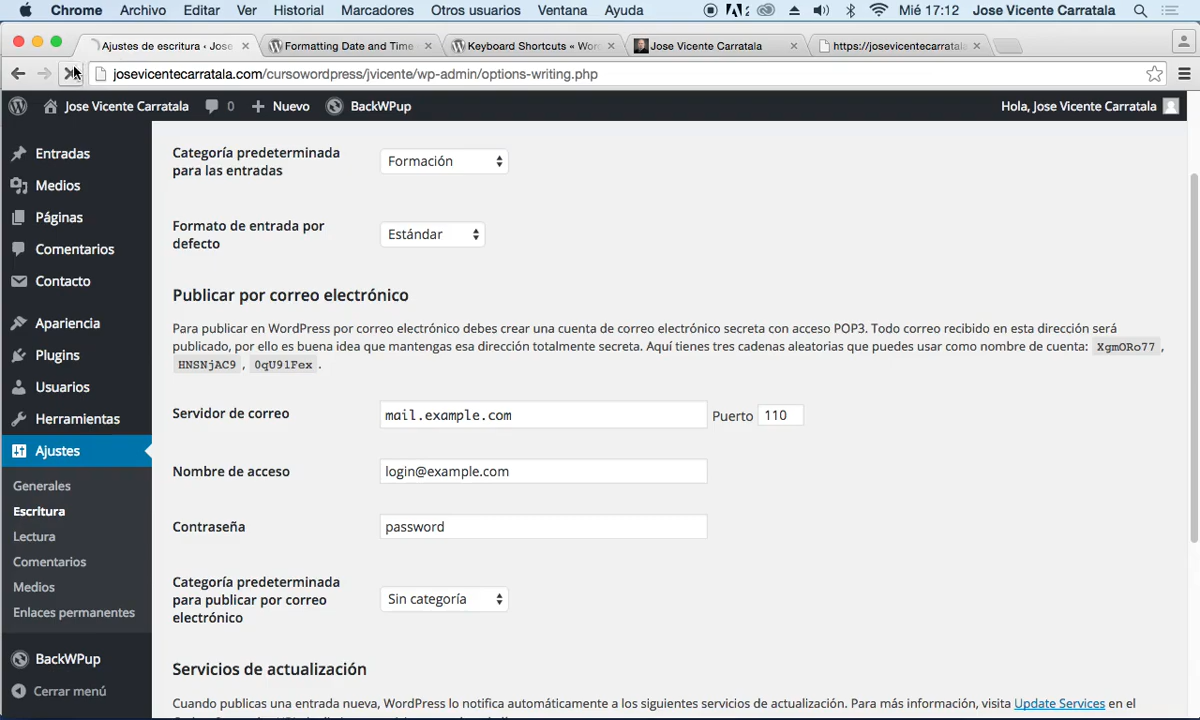 Chrome Archivo Editar Ver Historial Marcadores Otros usuarios Ventana Ayuda Mié 17:12 Jose Vicente Carratala
Ajustes de escritura ‹ Jose Formatting Date and Time Keyboard Shortcuts « Wor Jose Vicente Carratala https://josevicentecarratala
josevicentecarratala.com/cursowordpress/jvicente/wp-admin/options-writing.php
Jose Vicente Carratala 0 Nuevo BackWPup Hola, Jose Vicente Carratala
Entradas
Medios
Páginas
Comentarios
Contacto
Apariencia
Plugins
Usuarios
Herramientas
Ajustes
Generales
Escritura
Lectura
Comentarios
Medios
Enlaces permanentes
BackWPup
Cerrar menú
Categoría predeterminada
para las entradas
Formación
Formato de entrada por
defecto
Estándar
Publicar por correo electrónico
Para publicar en WordPress por correo electrónico debes crear una cuenta de correo electrónico secreta con acceso POP3. Todo correo recibido en esta dirección será
publicado, por ello es buena idea que mantengas esa dirección totalmente secreta. Aquí tienes tres cadenas aleatorias que puedes usar como nombre de cuenta: XgmORo77 ,
HNSNjAC9 , 0qU91Fex .
Servidor de correo mail.example.com Puerto 110
Nombre de acceso login@example.com
Contraseña password
Categoría predeterminada
para publicar por correo
electrónico
Sin categoría
Servicios de actualización
Cuando publicas una entrada nueva, WordPress lo notifica automáticamente a los siguientes servicios de actualización. Para más información, visita Update Services en el